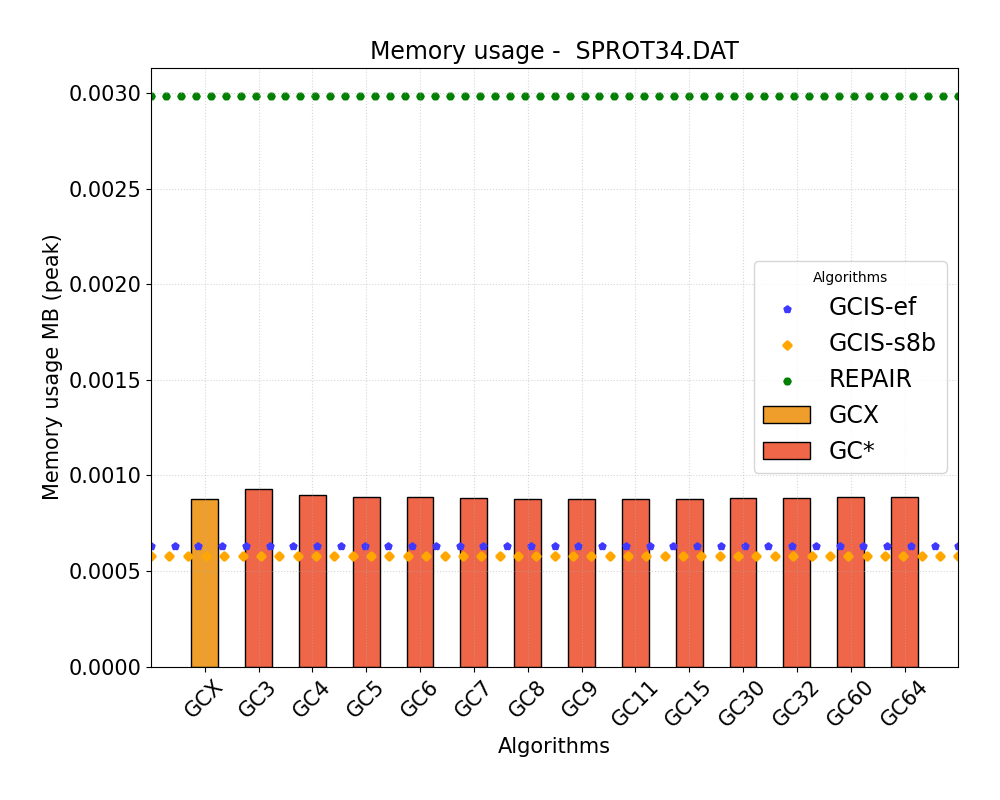 Memory usage -  SPROT34.DAT
Memory usage MB (peak)
0.0030
0.0025
0.0020
0.0015
0.0010
0.0005
0.0000
Algorithms
GCIS-ef
GCIS-s8b
REPAIR
GCX
GC*
GCX GC3 GC4 GC5 GC6 GC7 GC8 GC9 GC11 GC15 GC30 GC32 GC60 GC64
Algorithms